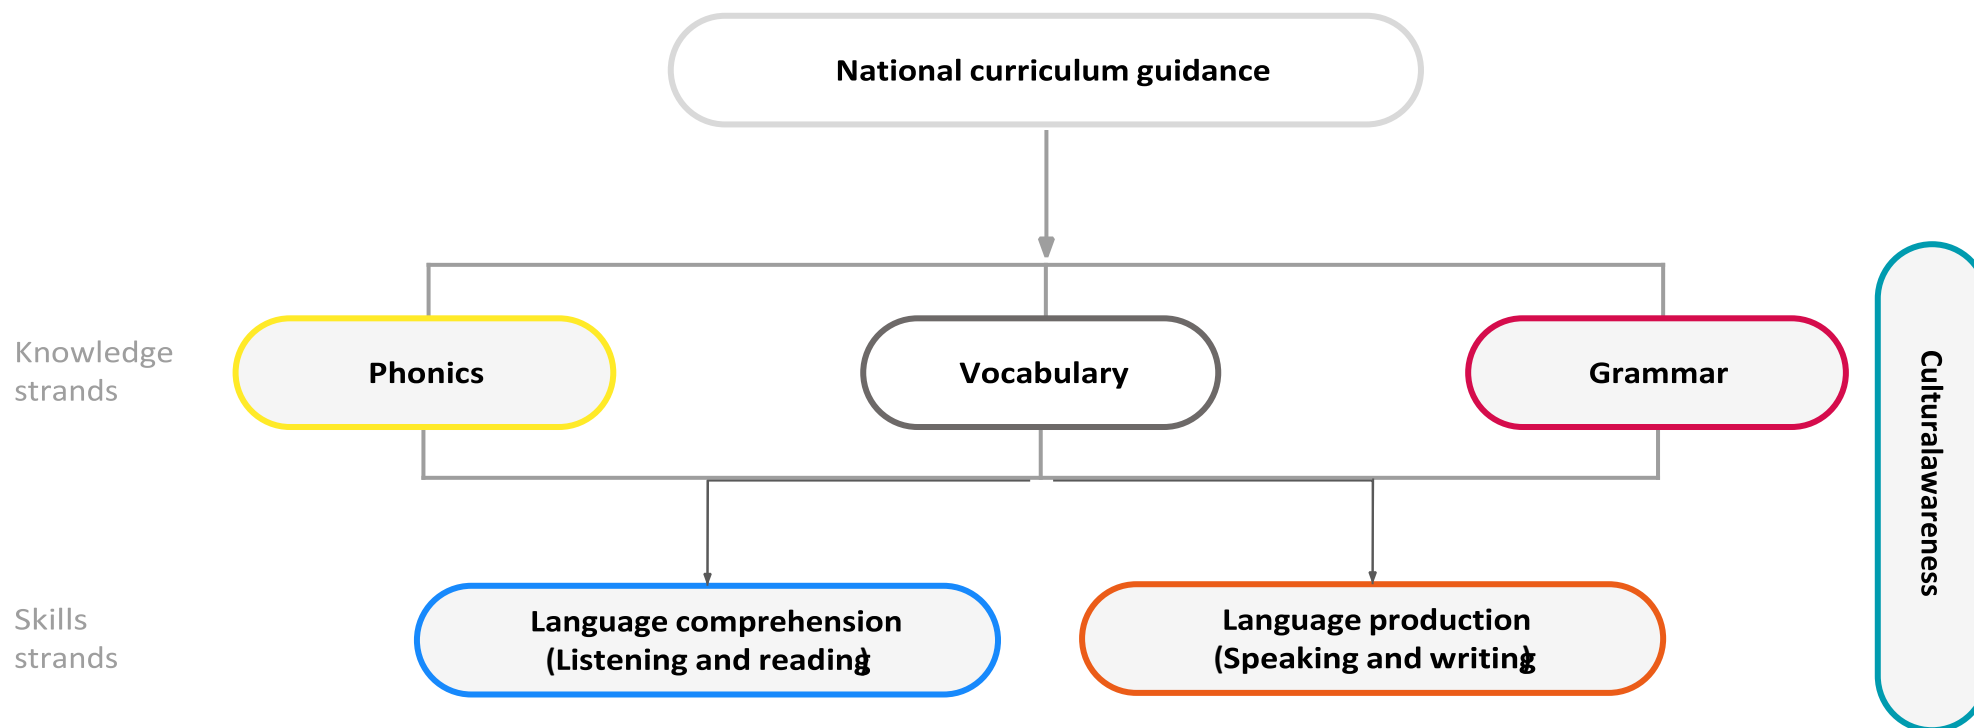 National curriculum guidance
Knowledge
strands
Phonics
Vocabulary
Grammar
Culturalawareness
Skills
strands
Language comprehension
(Listening and reading)
Language production
(Speaking and writing)